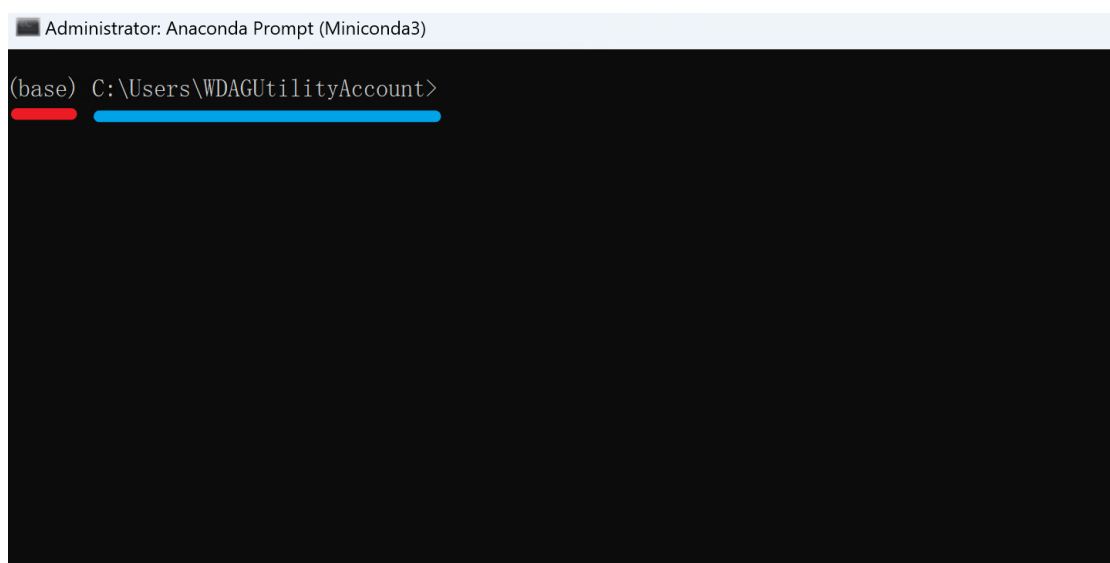 Administrator: Anaconda Prompt (Miniconda3)
(base) C:\Users\WDAGUtilityAccount>